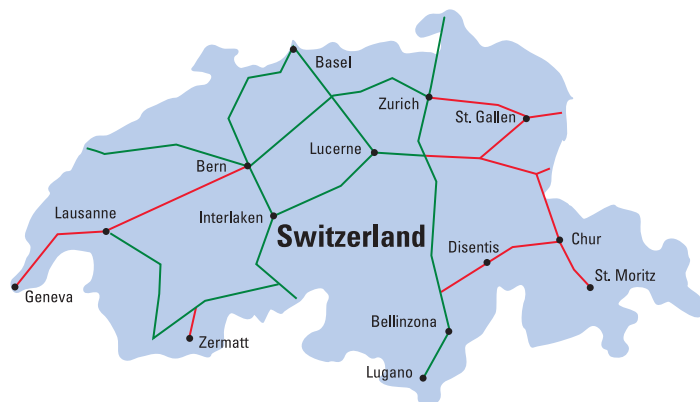 Basel
Zurich
St. Gallen
Lucerne
Bern
Lausanne
Interlaken
Switzerland
Disentis
Chur
St. Moritz
Geneva
Bellinzona
Zermatt
Lugano